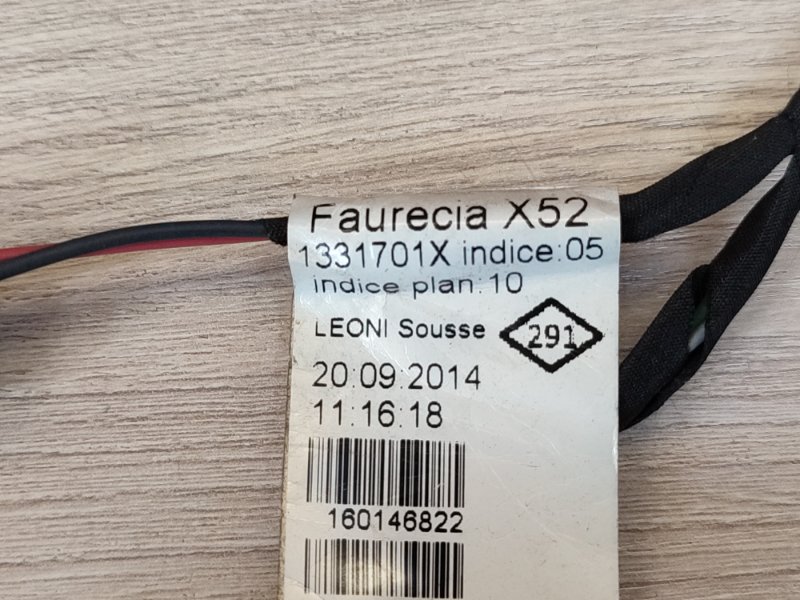 Faurecia X52
1331701X indice:05
indice plan:10
LEONI Sousse
291
20:09:2014
11:16:18
160146822